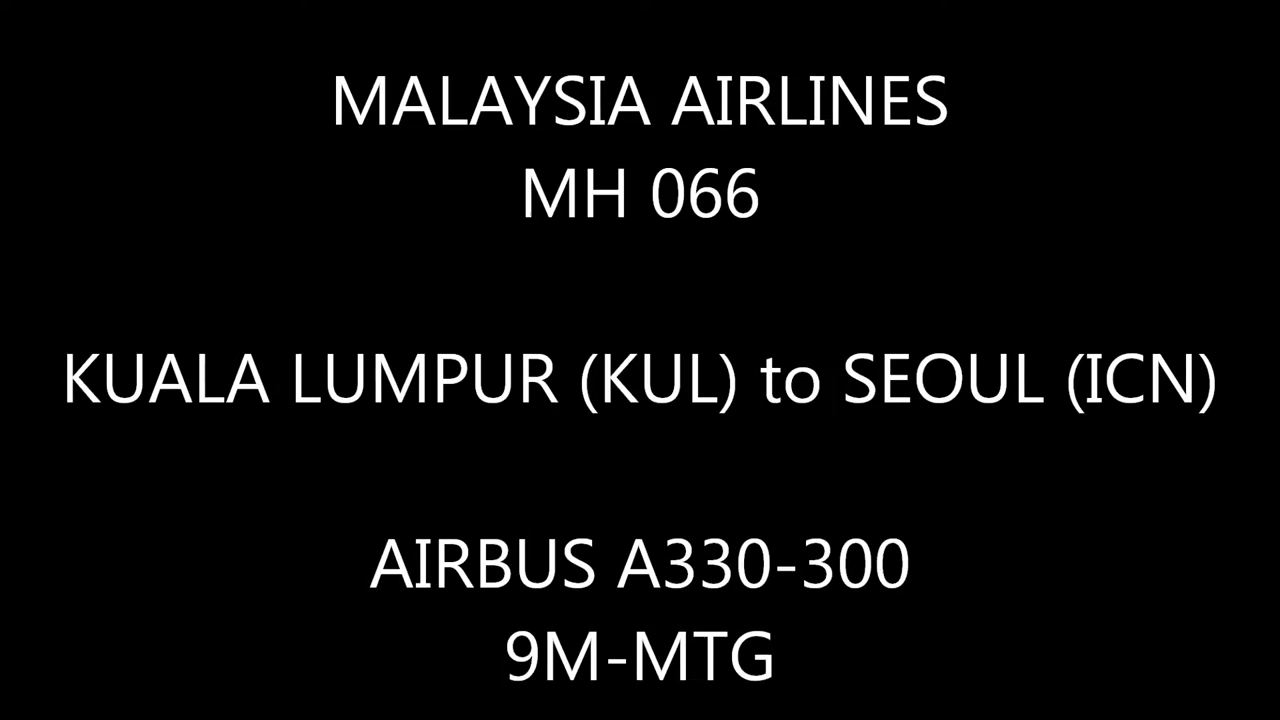 MALAYSIA AIRLINES
MH 066
KUALA LUMPUR (KUL) to SEOUL (ICN)
AIRBUS A330-300
9M-MTG